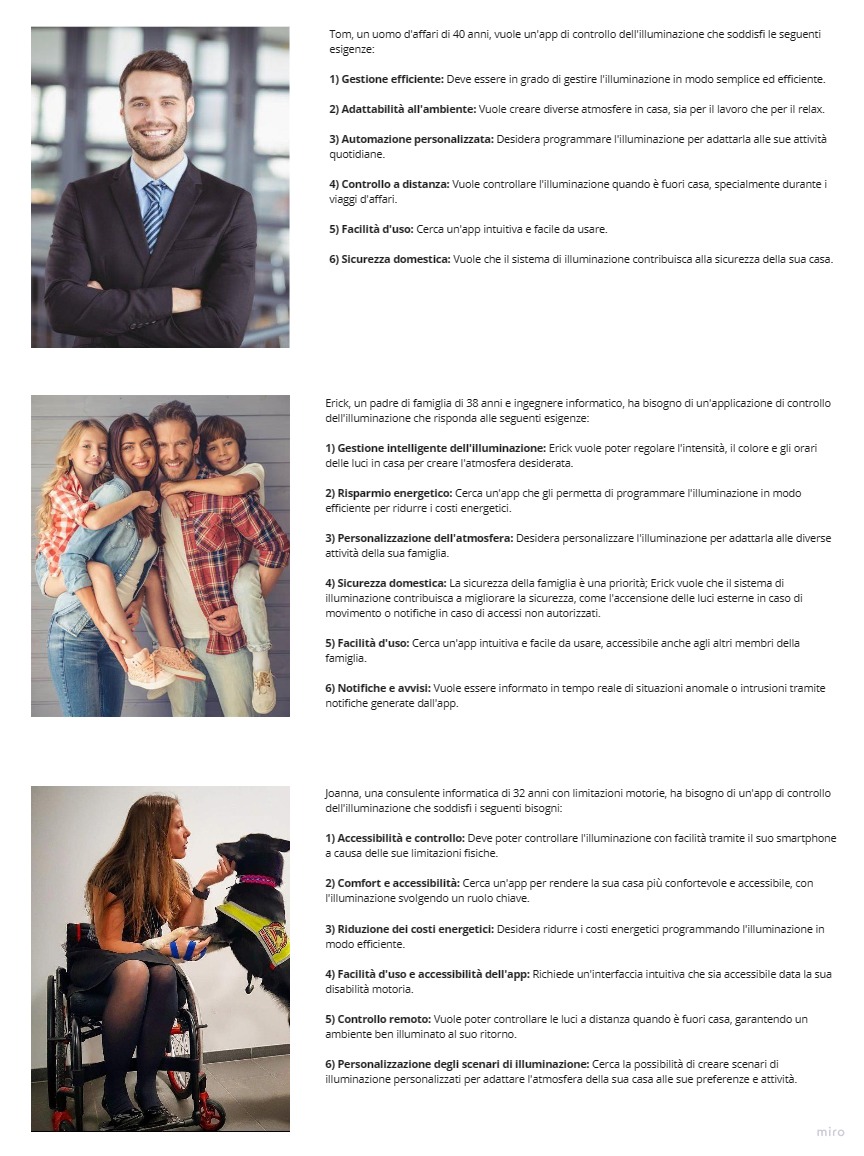 Tom, un uomo d'affari di 40 anni, vuole un'app di controllo dell'illuminazione che soddisfi le seguenti
esigenze:
1) Gestione efficiente: Deve essere in grado di gestire l'illuminazione in modo semplice ed efficiente.
2) Adattabilità all'ambiente: Vuole creare diverse atmosfere in casa, sia per il lavoro che per il relax.
3) Automazione personalizzata: Desidera programmare l'illuminazione per adattarla alle sue attività
quotidiane.
4) Controllo a distanza: Vuole controllare l'illuminazione quando è fuori casa, specialmente durante i
viaggi d'affari.
5) Facilità d'uso: Cerca un'app intuitiva e facile da usare.
6) Sicurezza domestica: Vuole che il sistema di illuminazione contribuisca alla sicurezza della sua casa.
Erick, un padre di famiglia di 38 anni e ingegnere informatico, ha bisogno di un'applicazione di controllo
dell'illuminazione che risponda alle seguenti esigenze:
1) Gestione intelligente dell'illuminazione: Erick vuole poter regolare l'intensità, il colore e gli orari
delle luci in casa per creare l'atmosfera desiderata.
2) Risparmio energetico: Cerca un'app che gli permetta di programmare l'illuminazione in modo
efficiente per ridurre i costi energetici.
3) Personalizzazione dell'atmosfera: Desidera personalizzare l'illuminazione per adattarla alle diverse
attività della sua famiglia.
4) Sicurezza domestica: La sicurezza della famiglia è una priorità; Erick vuole che il sistema di
illuminazione contribuisca a migliorare la sicurezza, come l'accensione delle luci esterne in caso di
movimento o notifiche in caso di accessi non autorizzati.
5) Facilità d'uso: Cerca un'app intuitiva e facile da usare, accessibile anche agli altri membri della
famiglia.
6) Notifiche e avvisi: Vuole essere informato in tempo reale di situazioni anomale o intrusioni tramite
notifiche generate dall'app.
Joanna, una consulente informatica di 32 anni con limitazioni motorie, ha bisogno di un'app di controllo
dell'illuminazione che soddisfi i seguenti bisogni:
1) Accessibilità e controllo: Deve poter controllare l'illuminazione con facilità tramite il suo smartphone
a causa delle sue limitazioni fisiche.
2) Comfort e accessibilità: Cerca un'app per rendere la sua casa più confortevole e accessibile, con
l'illuminazione svolgendo un ruolo chiave.
3) Riduzione dei costi energetici: Desidera ridurre i costi energetici programmando l'illuminazione in
modo efficiente.
4) Facilità d'uso e accessibilità dell'app: Richiede un'interfaccia intuitiva che sia accessibile data la sua
disabilità motoria.
5) Controllo remoto: Vuole poter controllare le luci a distanza quando è fuori casa, garantendo un
ambiente ben illuminato al suo ritorno.
6) Personalizzazione degli scenari di illuminazione: Cerca la possibilità di creare scenari di
illuminazione personalizzati per adattare l'atmosfera della sua casa alle sue preferenze e attività.
miro